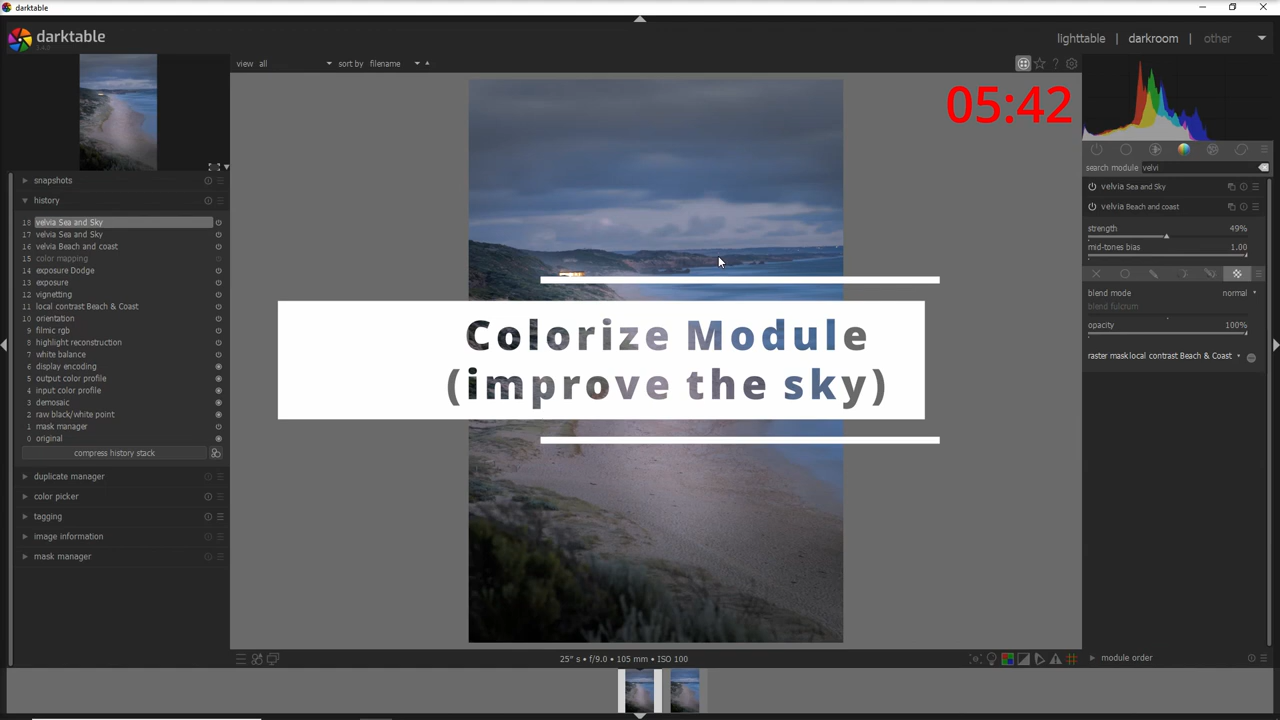 darktable
darktable
3.4.0
lighttable | darkroom | other
view all sort by filename
05:42
snapshots
history
18 velvia Sea and Sky
17 velvia Sea and Sky
16 velvia Beach and coast
15 color mapping
14 exposure Dodge
13 exposure
12 vignetting
11 local contrast Beach & Coast
10 orientation
9 filmic rgb
8 highlight reconstruction
7 white balance
6 display encoding
5 output color profile
4 input color profile
3 demosaic
2 raw black/white point
1 mask manager
0 original
compress history stack
duplicate manager
color picker
tagging
image information
mask manager
Colorize Module
(improve the sky)
search module velvi
velvia Sea and Sky
velvia Beach and coast
strength 49%
mid-tones bias 1.00
blend mode normal
blend fulcrum
opacity 100%
raster mask local contrast Beach & Coast
25" s • f/9.0 • 105 mm • ISO 100
module order